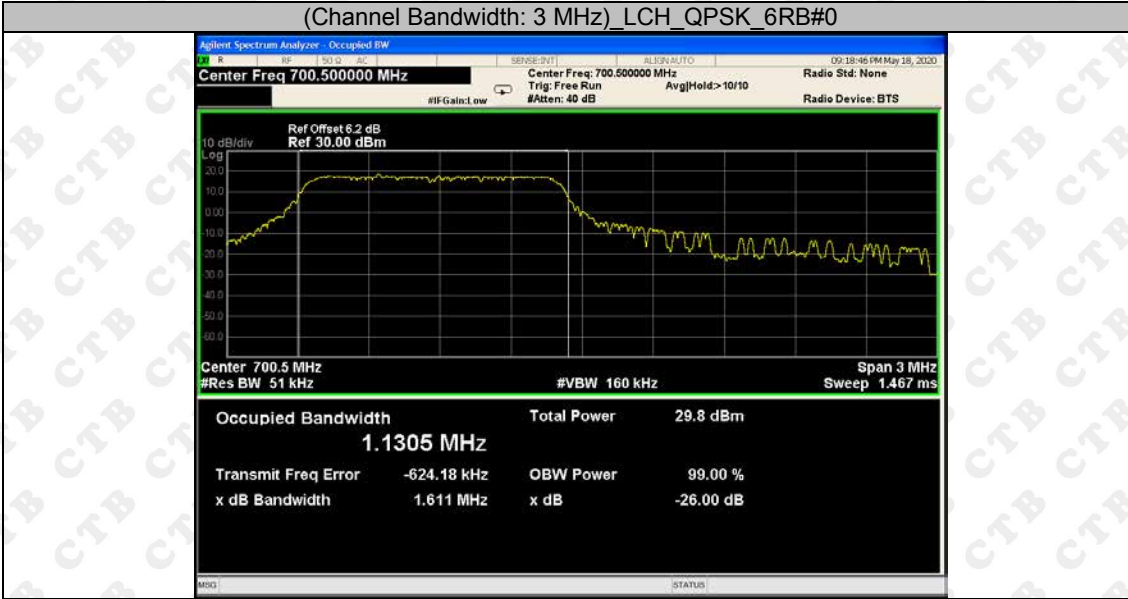 (Channel Bandwidth: 3 MHz)_LCH_QPSK_6RB#0
Agilent Spectrum Analyzer - Occupied BW
LXI R RF 50 Ω AC SENSE:INT ALIGN AUTO 09:18:46 PM May 18, 2020
Center Freq 700.500000 MHz
Center Freq: 700.500000 MHz
Radio Std: None
Trig: Free Run Avg|Hold:>10/10
#IFGain:Low #Atten: 40 dB Radio Device: BTS
Ref Offset 6.2 dB
10 dB/div Ref 30.00 dBm
Log
20.0
10.0
0.00
-10.0
-20.0
-30.0
-40.0
-50.0
-60.0
Center 700.5 MHz Span 3 MHz
#Res BW 51 kHz #VBW 160 kHz Sweep 1.467 ms
Occupied Bandwidth Total Power 29.8 dBm
1.1305 MHz
Transmit Freq Error -624.18 kHz OBW Power 99.00 %
x dB Bandwidth 1.611 MHz x dB -26.00 dB
MSG STATUS
CTB